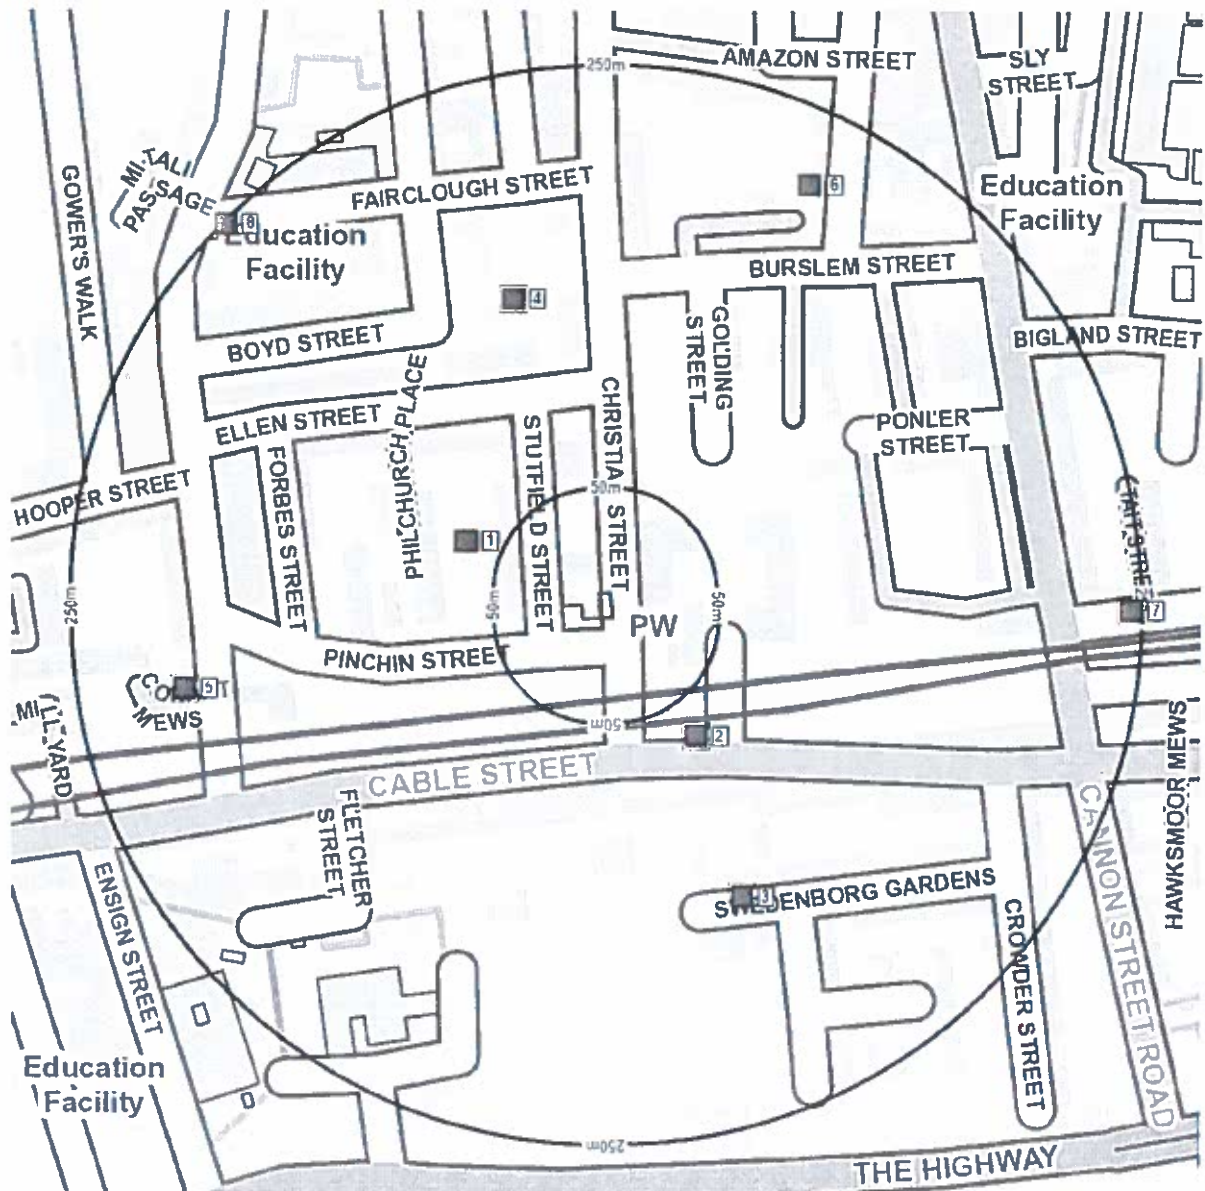 250m
AMAZON STREET
SLY
STREET
MITALI
PASSAGE
GOWER'S WALK
FAIRCLOUGH STREET
6
Education
Facility
8
Education
Facility
BURSLEM STREET
4
GOLDING
STREET
BOYD STREET
BIGLAND STREET
PHILCHURCH PLACE
CHRISTIAN STREET
ELLEN STREET
PONLER
STREET
STUTFIELD STREET
FORBES STREET
HOOPER STREET
50m
1
250m
50m
50m
7
PW
PINCHIN STREET
5
MEWS
50m
2
MILL YARD
CABLE STREET
HAWKSMOOR MEWS
FLETCHER
STREET
CANNON STREET ROAD
ENSIGN STREET
3
SWEDENBORG GARDENS
CROWDER STREET
Education
Facility
250m
THE HIGHWAY